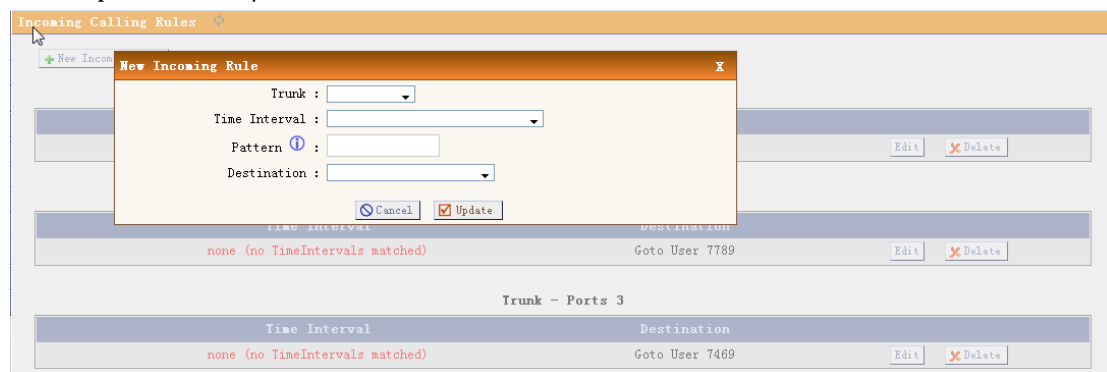 Incoming Calling Rules
New Incom
New Incoming Rule X
Trunk :
Time Interval :
Pattern :
Destination :
Cancel Update
Edit Delete
Time Interval Destination
none (no TimeIntervals matched) Goto User 7789 Edit Delete
Trunk - Ports 3
Time Interval Destination
none (no TimeIntervals matched) Goto User 7469 Edit Delete